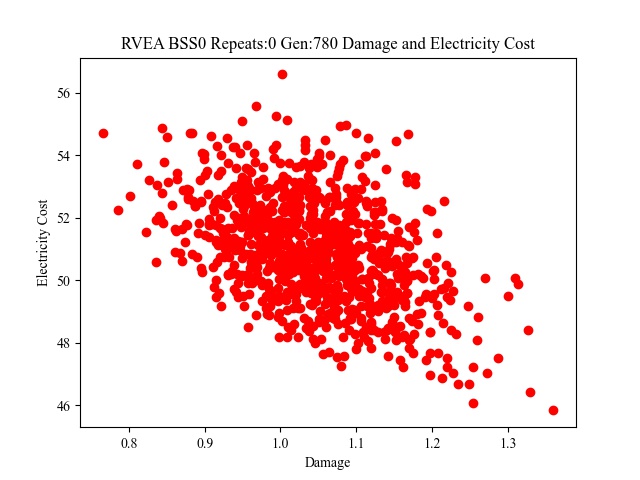 RVEA BSS0 Repeats:0 Gen:780 Damage and Electricity Cost
56
54
52
50
48
46
Electricity Cost
0.8 0.9 1.0 1.1 1.2 1.3
Damage